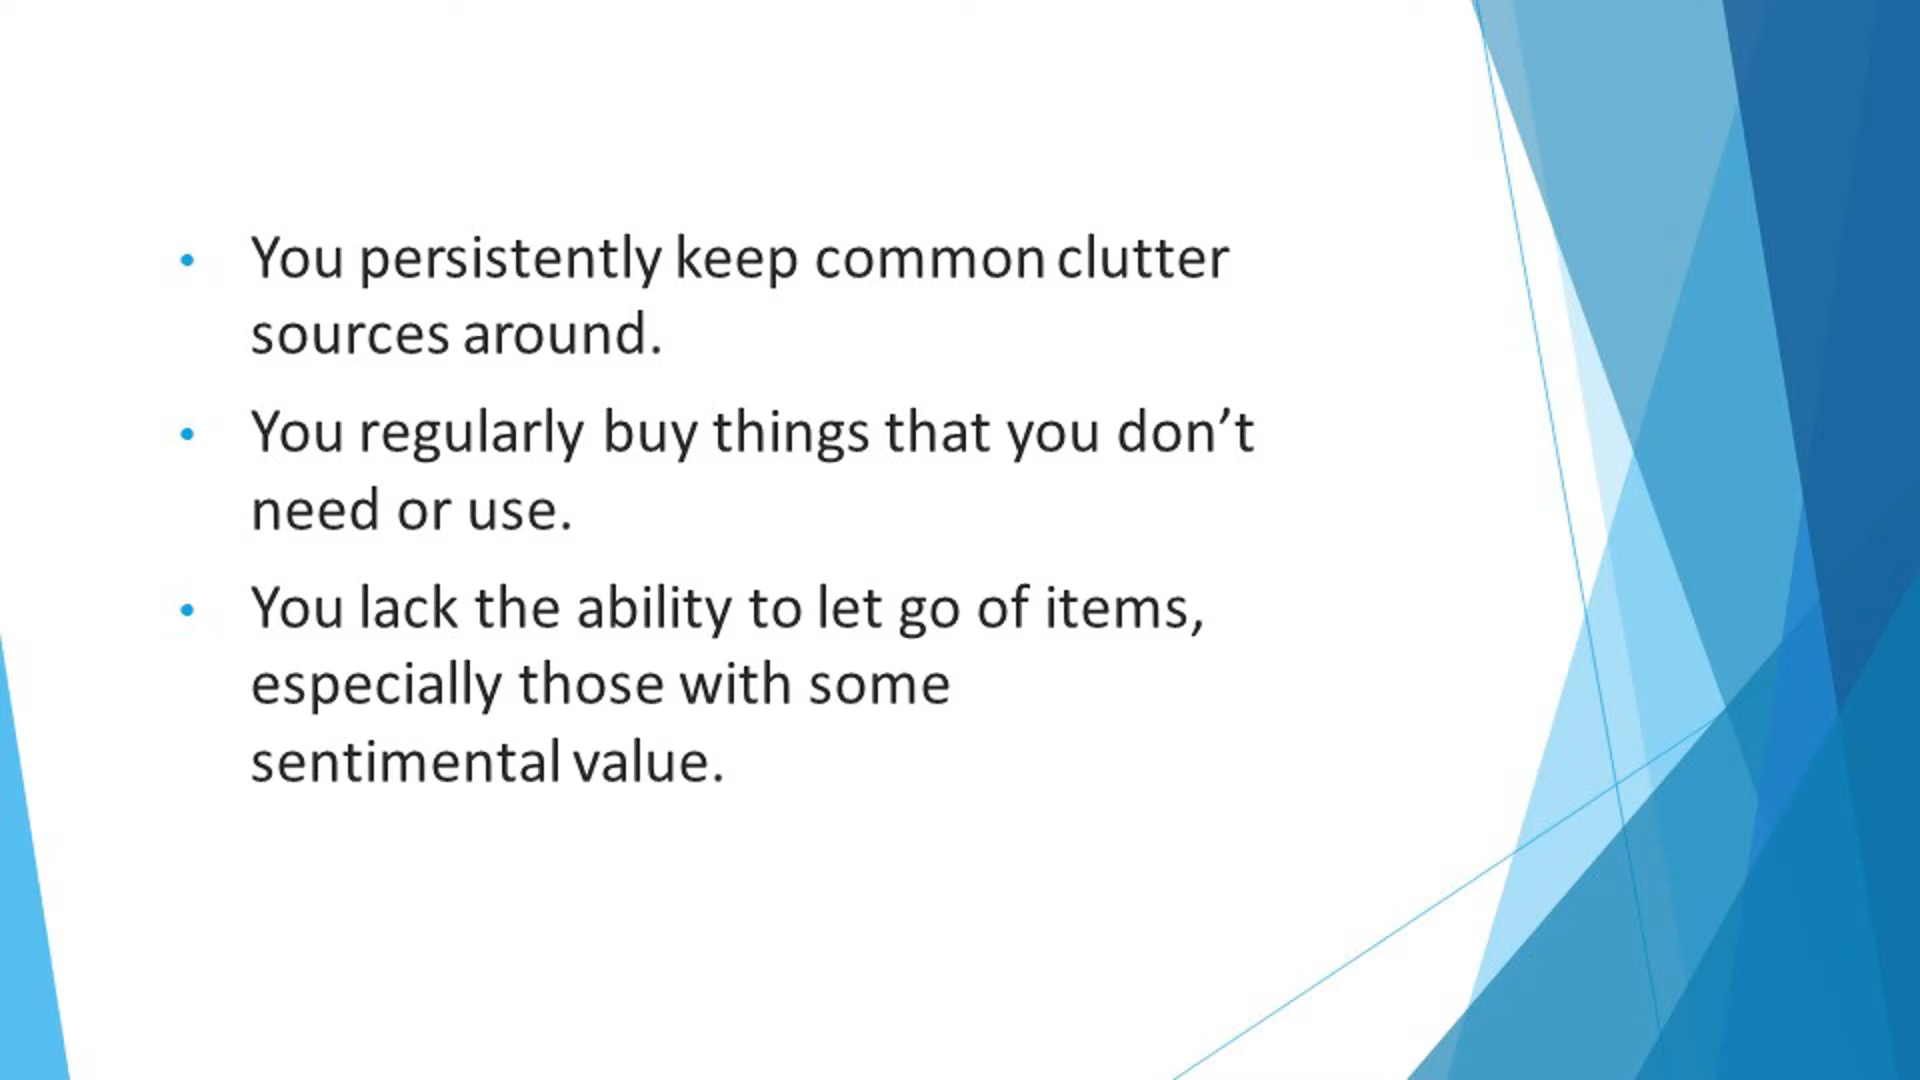 • You persistently keep common clutter
sources around.
• You regularly buy things that you don’t
need or use.
• You lack the ability to let go of items,
especially those with some
sentimental value.